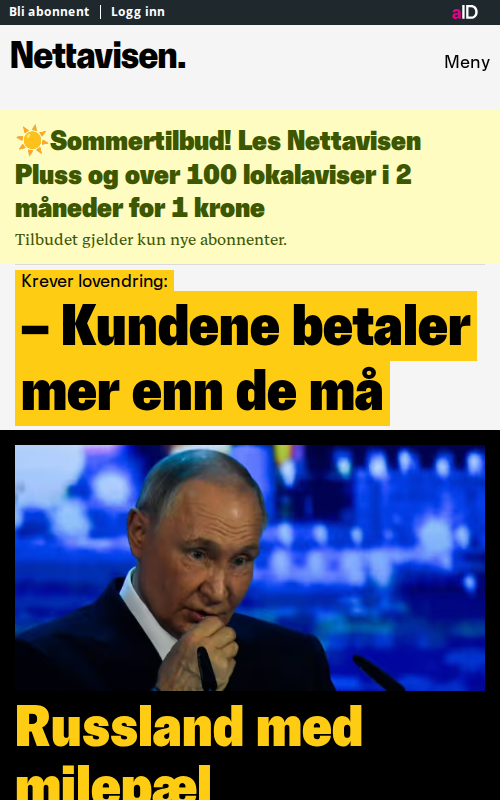 Bli abonnent
Logg inn
aID
Nettavisen.
Meny
☀️Sommertilbud! Les Nettavisen
Pluss og over 100 lokalaviser i 2
måneder for 1 krone
Tilbudet gjelder kun nye abonnenter.
Krever lovendring:
– Kundene betaler
mer enn de må
Russland med
milepæl